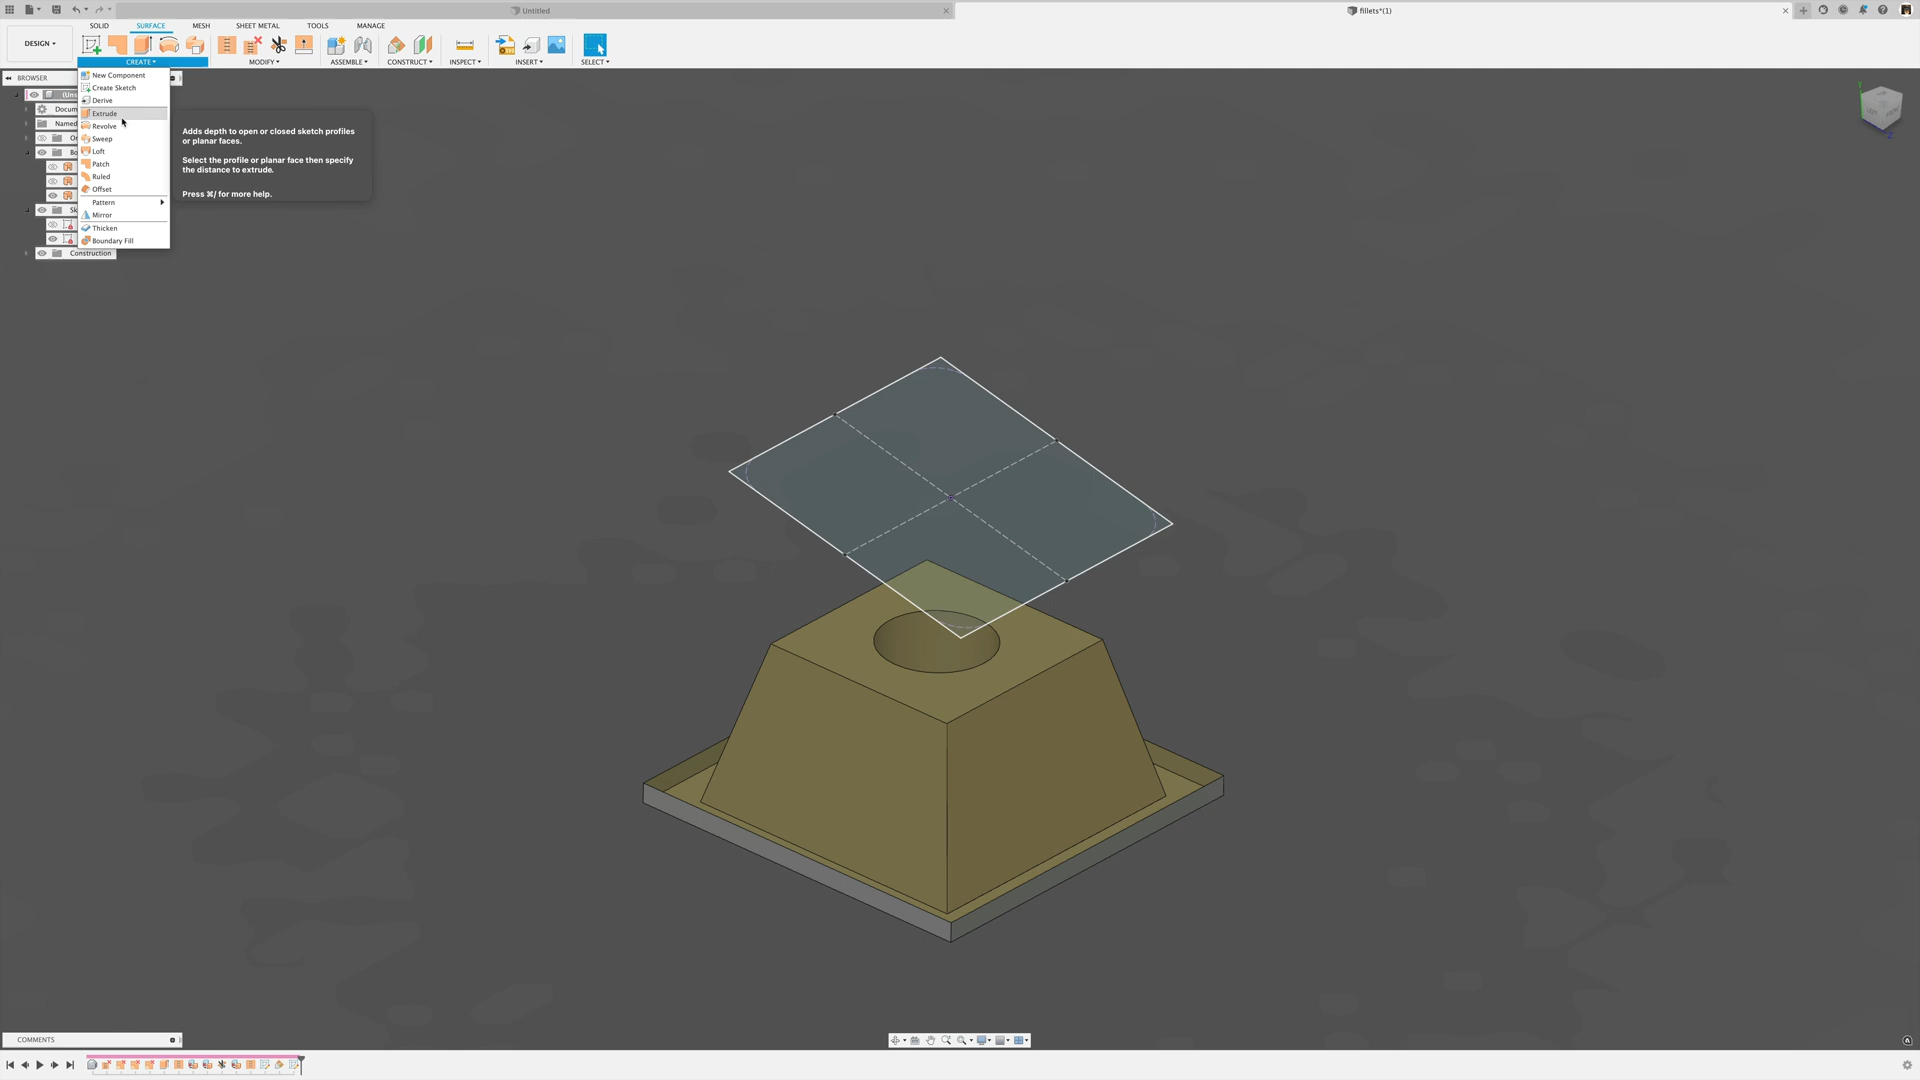 Untitled
fillets*(1)
SOLID
SURFACE
MESH
SHEET METAL
TOOLS
MANAGE
DESIGN
CREATE
MODIFY
ASSEMBLE
CONSTRUCT
INSPECT
INSERT
SELECT
BROWSER
New Component
Create Sketch
Derive
Extrude
Revolve
Sweep
Loft
Patch
Ruled
Offset
Pattern
Mirror
Thicken
Boundary Fill
(Uns
Docum
Named
Construction
Adds depth to open or closed sketch profiles
or planar faces.
Select the profile or planar face then specify
the distance to extrude.
Press ⌘/ for more help.
Y
Z
COMMENTS